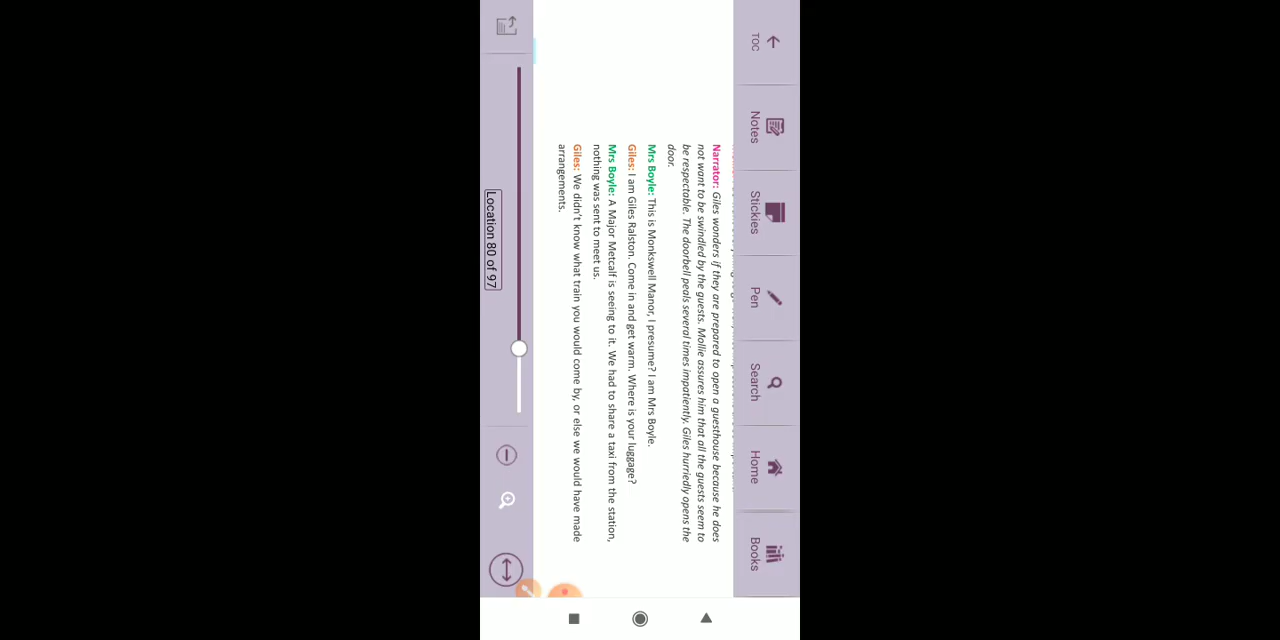 TOC
Notes
Stickies
Pen
Search
Home
Books
Narrator: Giles wonders if they are prepared to open a guesthouse because he does
not want to be swindled by the guests. Mollie assures him that all the guests seem to
be respectable. The doorbell peals several times impatiently. Giles hurriedly opens the
door.
Mrs Boyle: This is Monkswell Manor, I presume? I am Mrs Boyle.
Giles: I am Giles Ralston. Come in and get warm. Where is your luggage?
Mrs Boyle: A Major Metcalf is seeing to it. We had to share a taxi from the station,
nothing was sent to meet us.
Giles: We didn't know what train you would come by, or else we would have made
arrangements.
Location 80 of 97